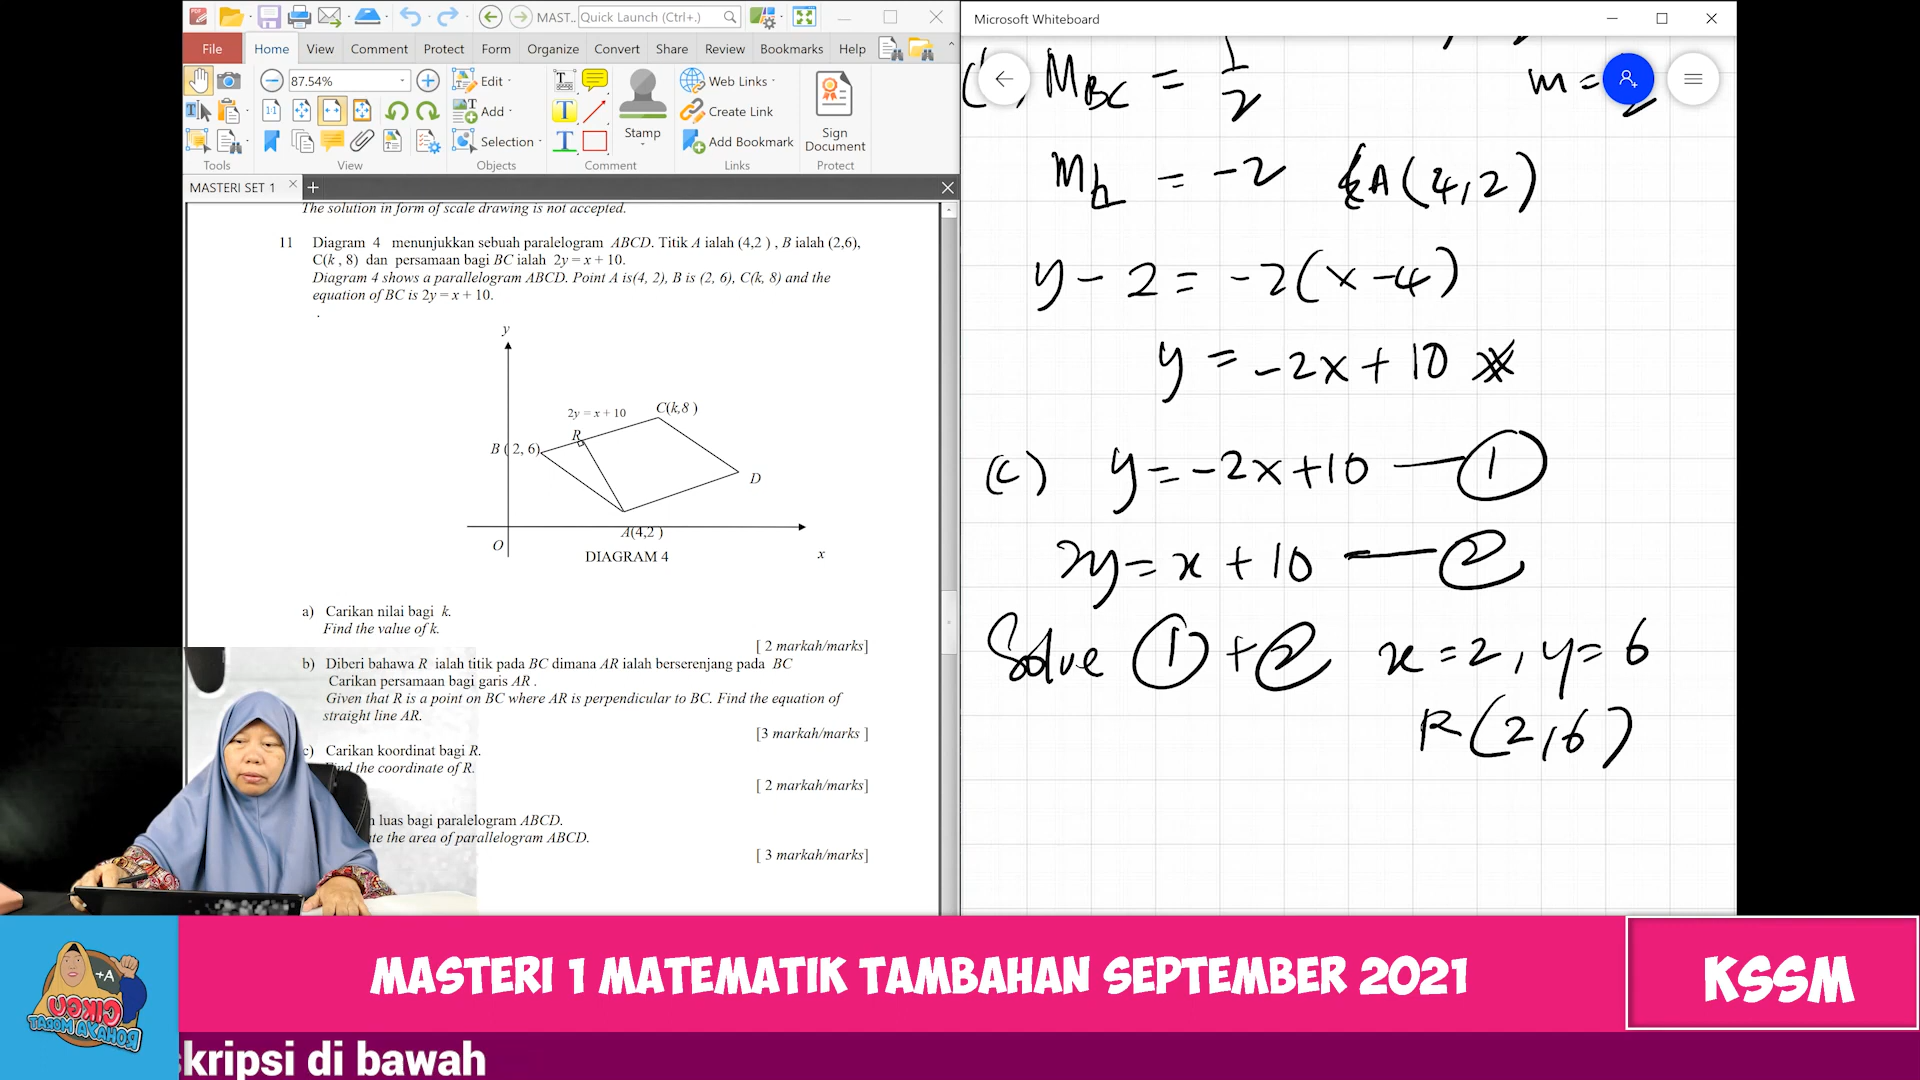 MAST..
Quick Launch (Ctrl+.)
File Home View Comment Protect Form Organize Convert Share Review Bookmarks Help
87.54%
Edit
Add
Selection
Stamp
Web Links
Create Link
Add Bookmark
Sign Document
Tools View Objects Comment Links Protect
MASTERI SET 1
The solution in form of scale drawing is not accepted.
11 Diagram 4 menunjukkan sebuah paralelogram ABCD. Titik A ialah (4,2 ) , B ialah (2,6),
C(k , 8) dan persamaan bagi BC ialah 2y = x + 10.
Diagram 4 shows a parallelogram ABCD. Point A is(4, 2), B is (2, 6), C(k, 8) and the
equation of BC is 2y = x + 10.
y
2y = x + 10
C(k,8 )
R
B ( 2, 6)
D
A(4,2 )
O
x
DIAGRAM 4
a) Carikan nilai bagi k.
Find the value of k.
[ 2 markah/marks]
b) Diberi bahawa R ialah titik pada BC dimana AR ialah berserenjang pada BC
Carikan persamaan bagi garis AR .
Given that R is a point on BC where AR is perpendicular to BC. Find the equation of
straight line AR.
[3 markah/marks ]
c) Carikan koordinat bagi R.
Find the coordinate of R.
[ 2 markah/marks]
luas bagi paralelogram ABCD.
the area of parallelogram ABCD.
[ 3 markah/marks]
Microsoft Whiteboard
MBC = 1/2
m =
= -2 A(4,2)
y - 2 = -2(x - 4)
y = -2x + 10
(c) y = -2x + 10 — 1
2y = x + 10 — 2
Solve 1 + 2 x = 2, y = 6
R(2,6)
+A
CIKGU
ROHAYA MORAT
MASTERI 1 MATEMATIK TAMBAHAN SEPTEMBER 2021
KSSM
skripsi di bawah